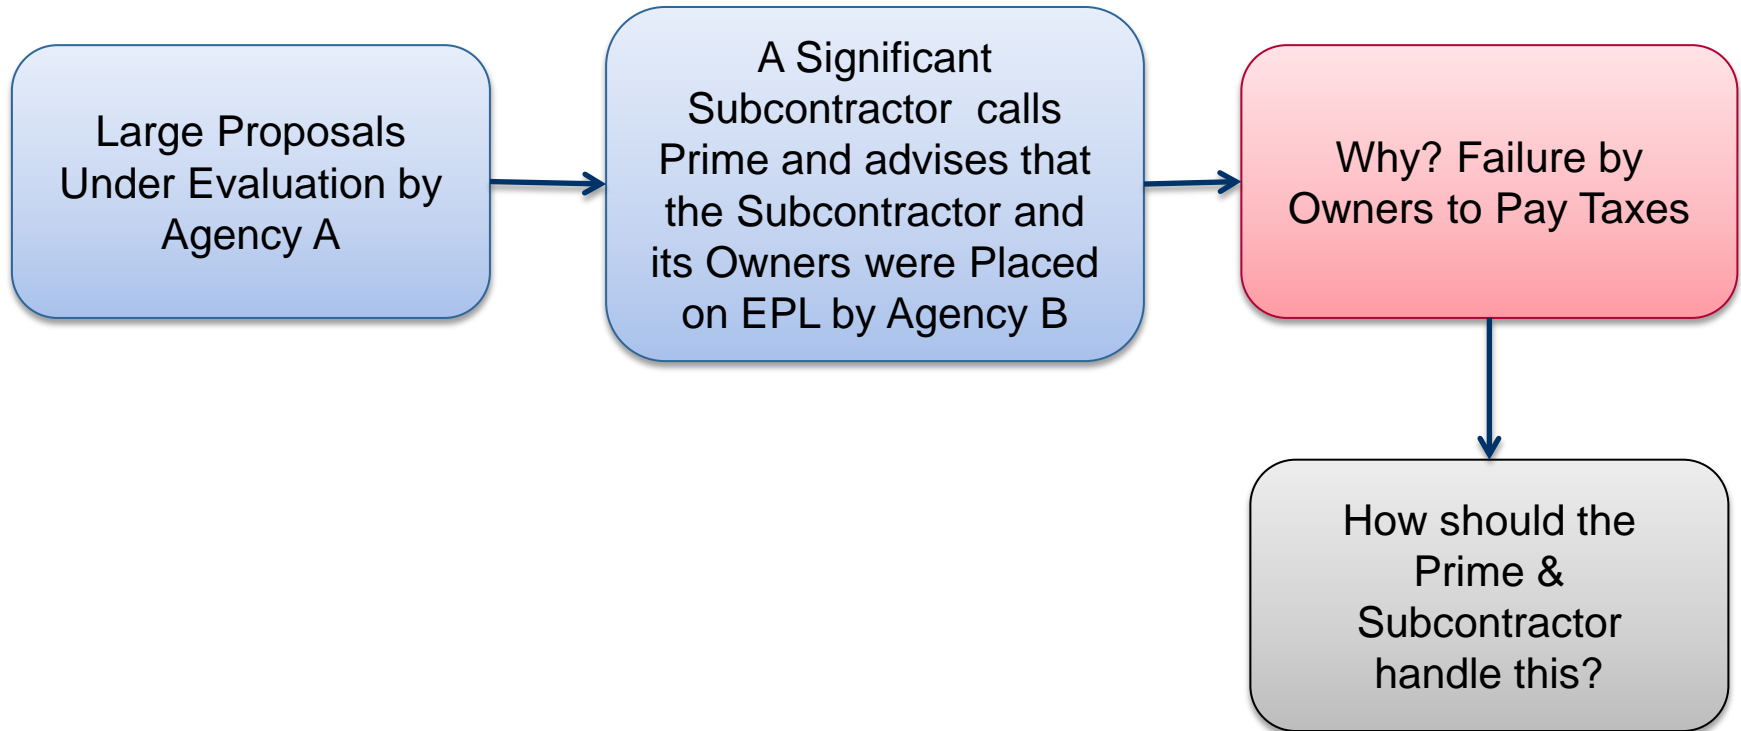 Large Proposals
Under Evaluation by
Agency A
A Significant
Subcontractor calls
Prime and advises that
the Subcontractor and
its Owners were Placed
on EPL by Agency B
Why? Failure by
Owners to Pay Taxes
How should the
Prime &
Subcontractor
handle this?